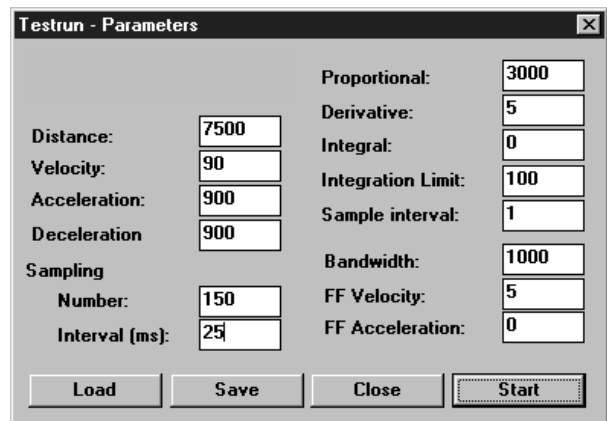 Testrun - Parameters
Distance: 7500
Velocity: 90
Acceleration: 900
Deceleration 900
Sampling
Number: 150
Interval (ms): 25
Proportional: 3000
Derivative: 5
Integral: 0
Integration Limit: 100
Sample interval: 1
Bandwidth: 1000
FF Velocity: 5
FF Acceleration: 0
Load Save Close Start